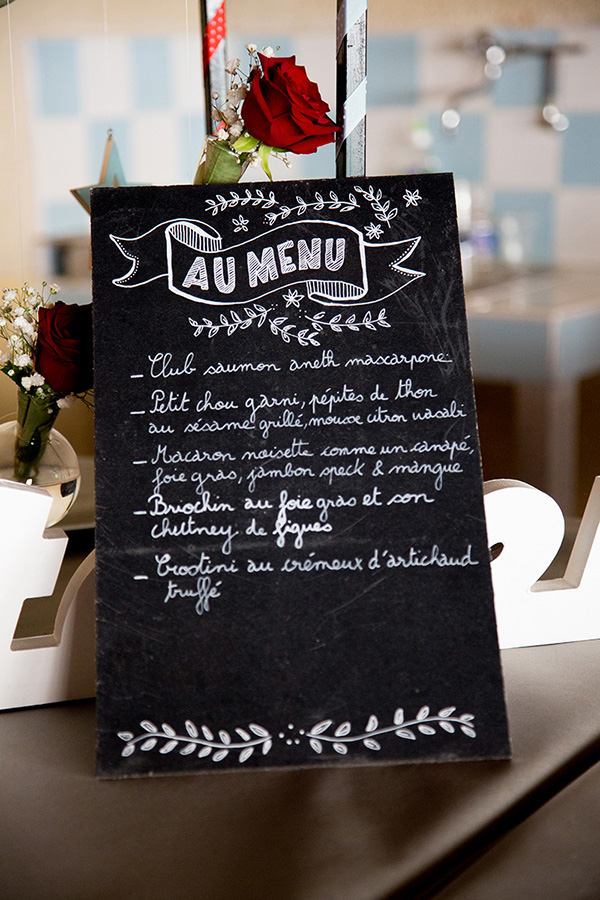 AU MENU
- Club saumon aneth mascarpone
- Petit chou garni, pépites de thon
au sésame grillé, mousse citron wasabi
- Macaron noisette comme un canapé,
foie gras, jambon speck & mangue
- Briochin au foie gras et son
chutney de figues
- Crostini au crémeux d'artichaud
truffé